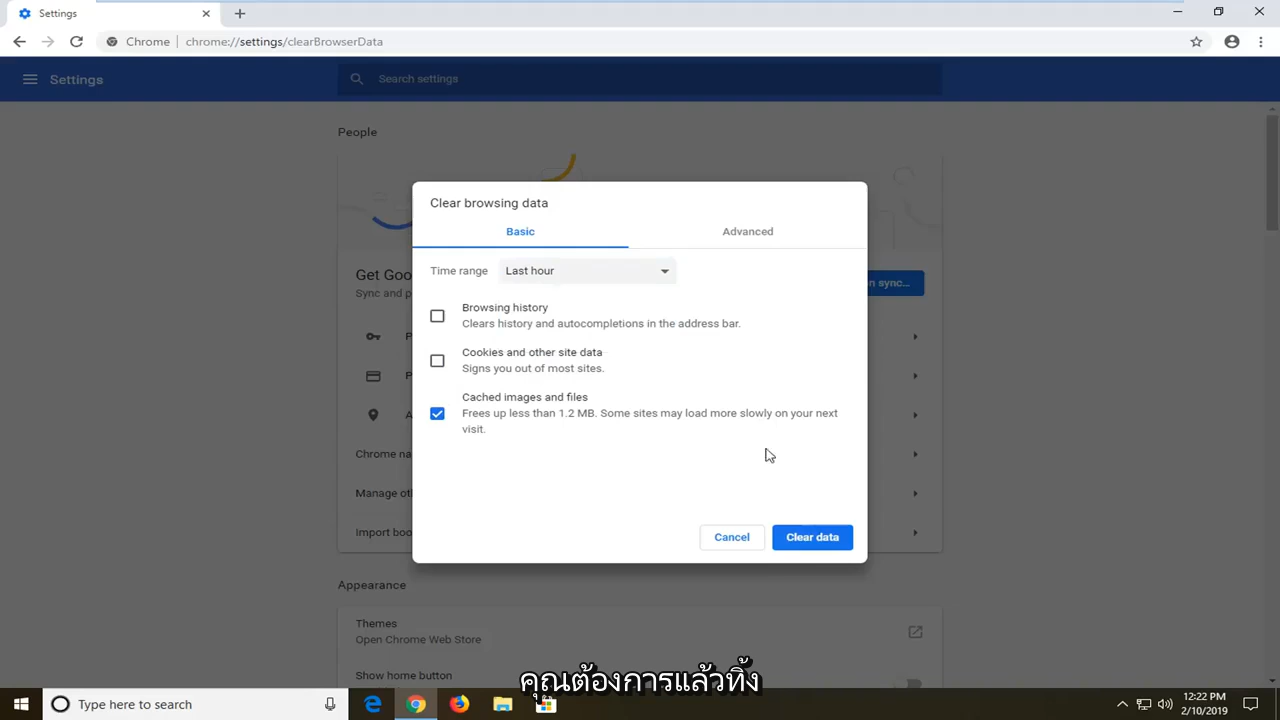 Settings
Chrome
chrome://settings/clearBrowserData
Settings
Search settings
People
Get Goo
Sync and p
n sync...
Clear browsing data
Basic
Advanced
Time range
Last hour
Browsing history
Clears history and autocompletions in the address bar.
Cookies and other site data
Signs you out of most sites.
Cached images and files
Frees up less than 1.2 MB. Some sites may load more slowly on your next
visit.
P
P
A
Chrome na
Manage oth
Import boo
Cancel
Clear data
Appearance
Themes
Open Chrome Web Store
Show home button
คุณต้องการแล้วทิ้ง
Type here to search
12:22 PM
2/10/2019